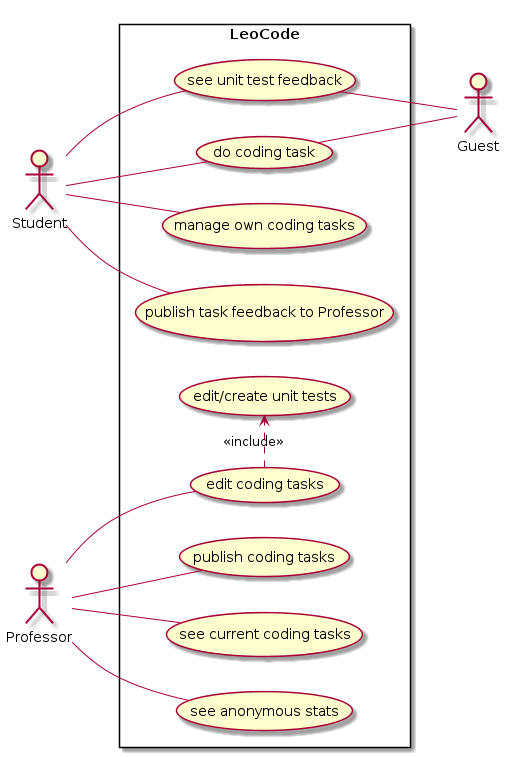 LeoCode
see unit test feedback
Guest
do coding task
Student
manage own coding tasks
publish task feedback to Professor
edit/create unit tests
«include»
edit coding tasks
publish coding tasks
Professor
see current coding tasks
see anonymous stats